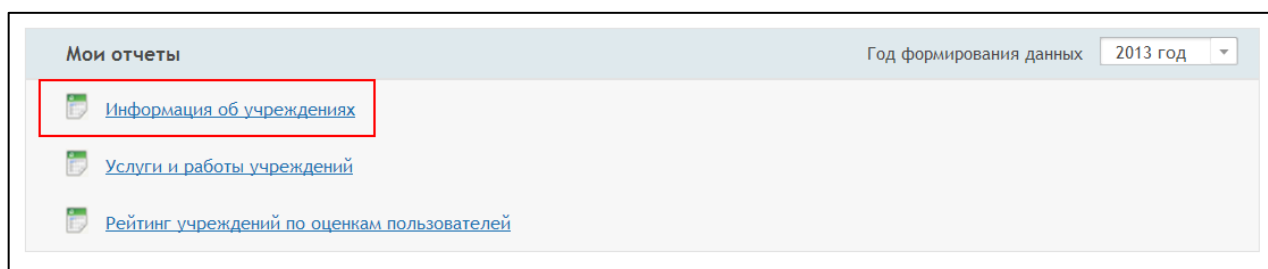 Мои отчеты Год формирования данных 2013 год
Информация об учреждениях
Услуги и работы учреждений
Рейтинг учреждений по оценкам пользователей